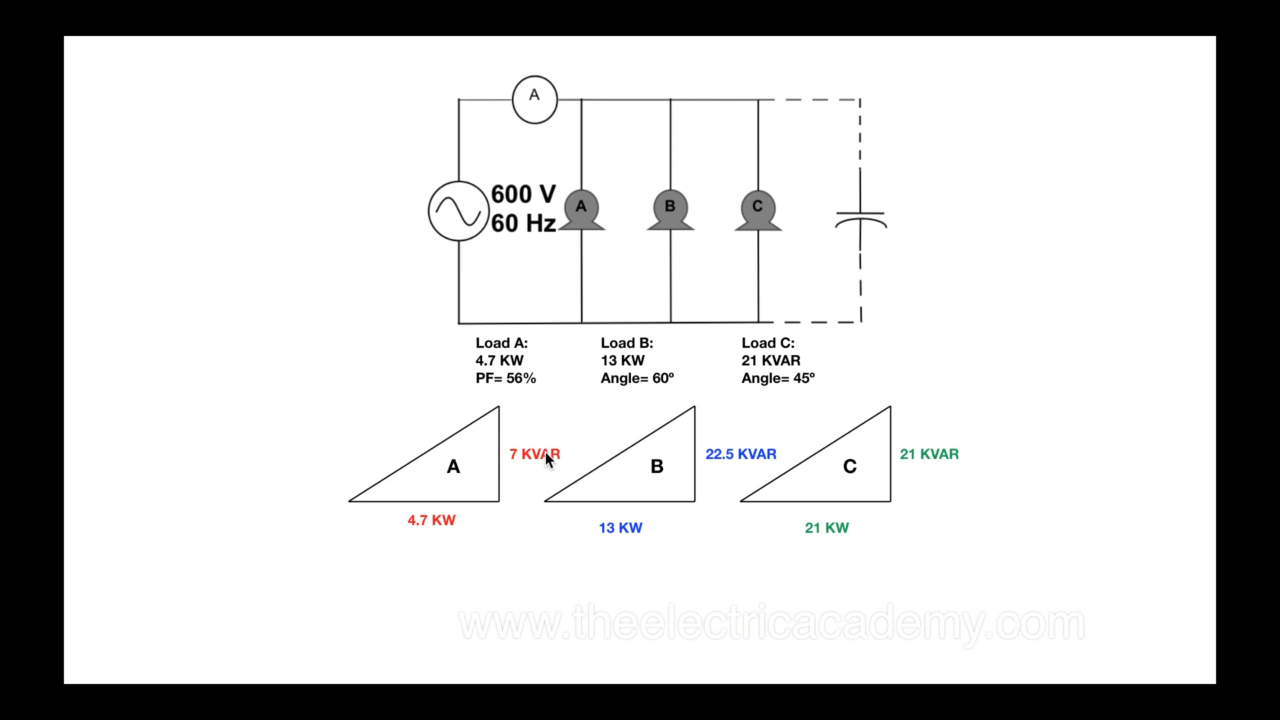 A
600 V
60 Hz
A
B
C
Load A:
4.7 KW
PF= 56%
Load B:
13 KW
Angle= 60º
Load C:
21 KVAR
Angle= 45º
A
7 KVAR
4.7 KW
B
22.5 KVAR
13 KW
C
21 KVAR
21 KW
www.theelectricacademy.com